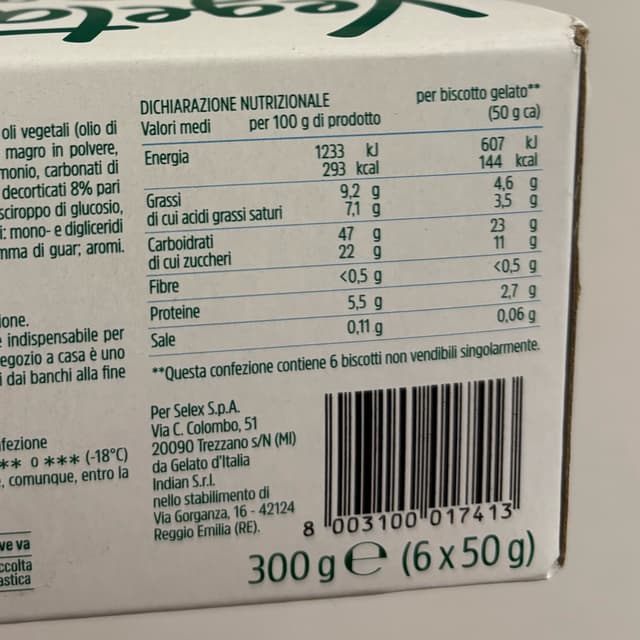 Vegeta
oli vegetali (olio di
magro in polvere,
monio, carbonati di
decorticati 8% pari
sciroppo di glucosio,
i: mono- e digliceridi
mma di guar; aromi.
ione.
indispensabile per
egozio a casa è uno
i dai banchi alla fine
fezione
** o *** (-18°C)
, comunque, entro la
ve va
ccolta
astica
DICHIARAZIONE NUTRIZIONALE
Valori medi per 100 g di prodotto per biscotto gelato** (50 g ca)
Energia 1233 kJ 607 kJ
293 kcal 144 kcal
Grassi 9,2 g 4,6 g
di cui acidi grassi saturi 7,1 g 3,5 g
Carboidrati 47 g 23 g
di cui zuccheri 22 g 11 g
Fibre <0,5 g <0,5 g
Proteine 5,5 g 2,7 g
Sale 0,11 g 0,06 g
**Questa confezione contiene 6 biscotti non vendibili singolarmente.
Per Selex S.p.A.
Via C. Colombo, 51
20090 Trezzano s/N (MI)
da Gelato d'Italia
Indian S.r.l.
nello stabilimento di
Via Gorganza, 16 - 42124
Reggio Emilia (RE).
8 003100 017413
300 g e (6 x 50 g)